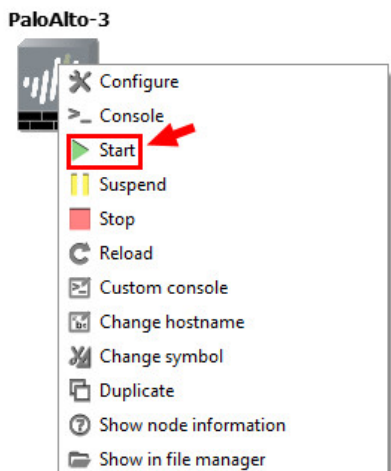 PaloAlto-3
Configure
Console
Start
Suspend
Stop
Reload
Custom console
Change hostname
Change symbol
Duplicate
Show node information
Show in file manager